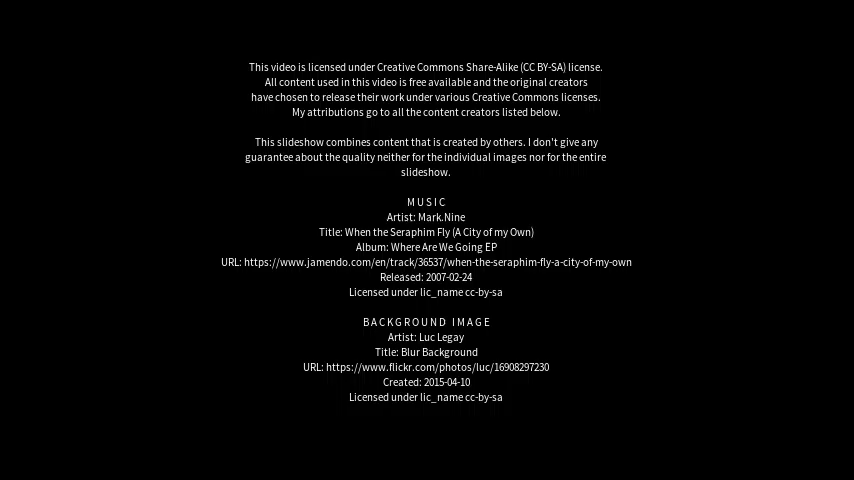 This video is licensed under Creative Commons Share-Alike (CC BY-SA) license.
All content used in this video is free available and the original creators
have chosen to release their work under various Creative Commons licenses.
My attributions go to all the content creators listed below.
This slideshow combines content that is created by others. I don't give any
guarantee about the quality neither for the individual images nor for the entire
slideshow.
MUSIC
Artist: Mark.Nine
Title: When the Seraphim Fly (A City of my Own)
Album: Where Are We Going EP
URL: https://www.jamendo.com/en/track/36537/when-the-seraphim-fly-a-city-of-my-own
Released: 2007-02-24
Licensed under lic_name cc-by-sa
BACKGROUND IMAGE
Artist: Luc Legay
Title: Blur Background
URL: https://www.flickr.com/photos/luc/16908297230
Created: 2015-04-10
Licensed under lic_name cc-by-sa